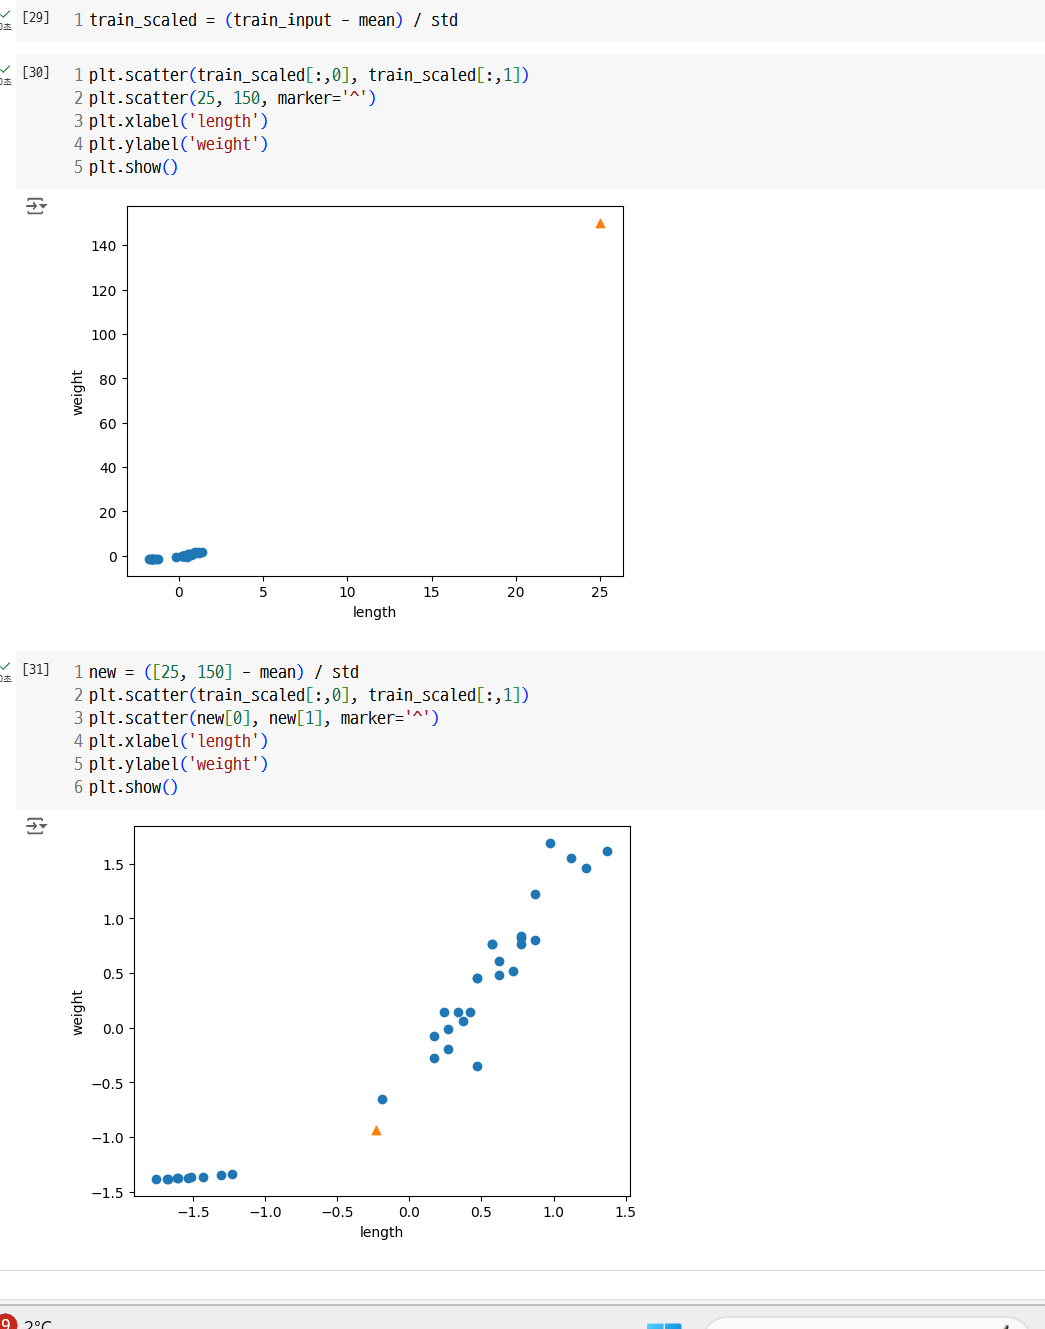 [29] 1 train_scaled = (train_input - mean) / std
[30] 1 plt.scatter(train_scaled[:,0], train_scaled[:,1])
2 plt.scatter(25, 150, marker='^')
3 plt.xlabel('length')
4 plt.ylabel('weight')
5 plt.show()
140
120
100
80
60
40
20
0
weight
0 5 10 15 20 25
length
[31] 1 new = ([25, 150] - mean) / std
2 plt.scatter(train_scaled[:,0], train_scaled[:,1])
3 plt.scatter(new[0], new[1], marker='^')
4 plt.xlabel('length')
5 plt.ylabel('weight')
6 plt.show()
1.5
1.0
0.5
0.0
−0.5
−1.0
−1.5
weight
−1.5 −1.0 −0.5 0.0 0.5 1.0 1.5
length
9 2°C